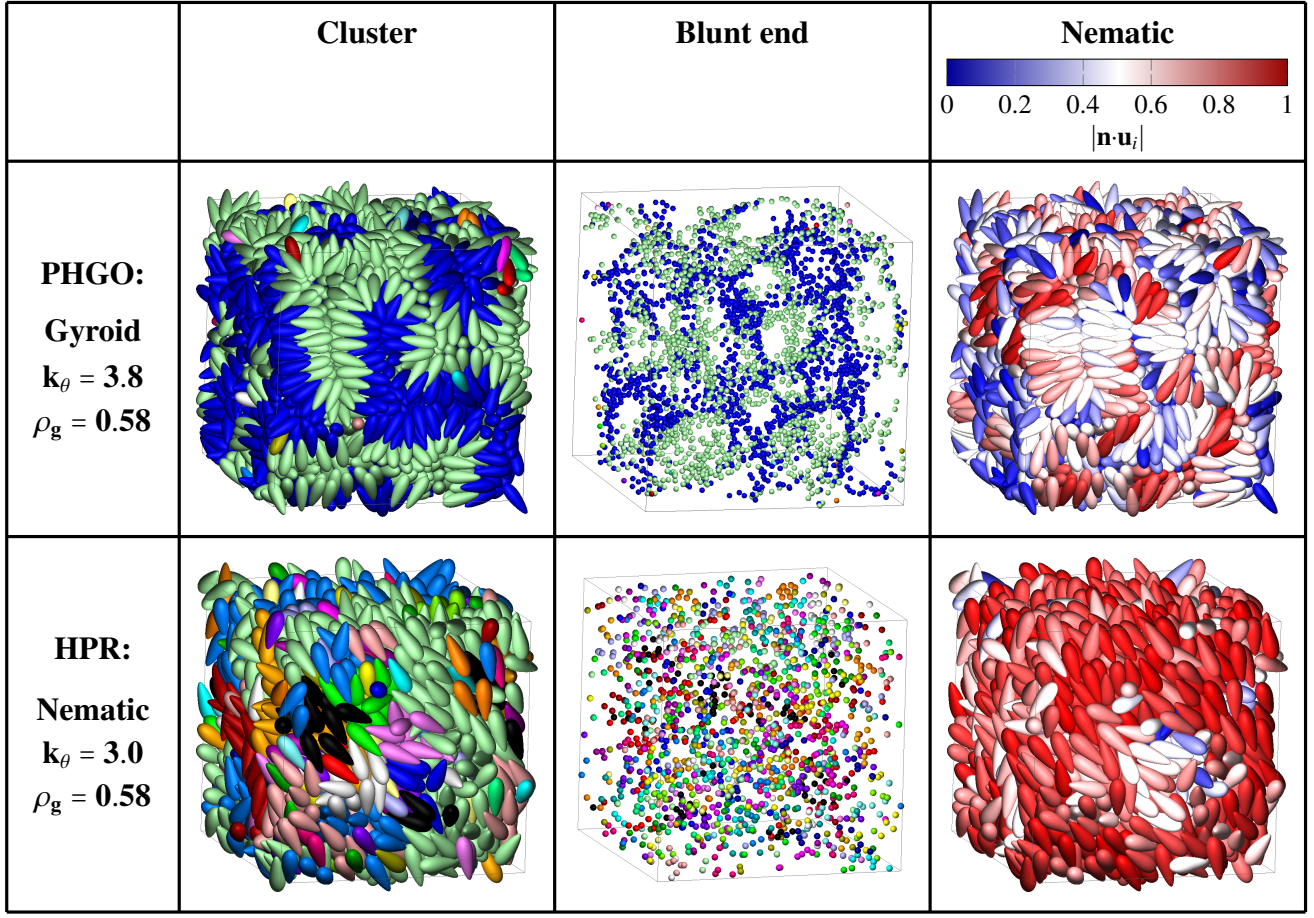 Cluster
Blunt end
Nematic
0 0.2 0.4 0.6 0.8 1
|n·uᵢ|
PHGO:
Gyroid
k_θ = 3.8
ρ_g = 0.58
HPR:
Nematic
k_θ = 3.0
ρ_g = 0.58